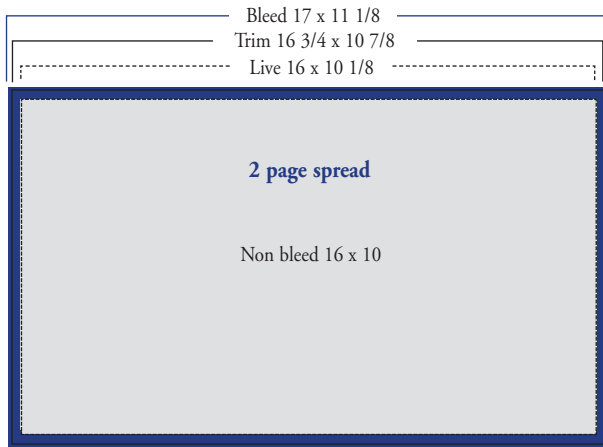 Bleed 17 x 11 1/8
Trim 16 3/4 x 10 7/8
Live 16 x 10 1/8
2 page spread
Non bleed 16 x 10